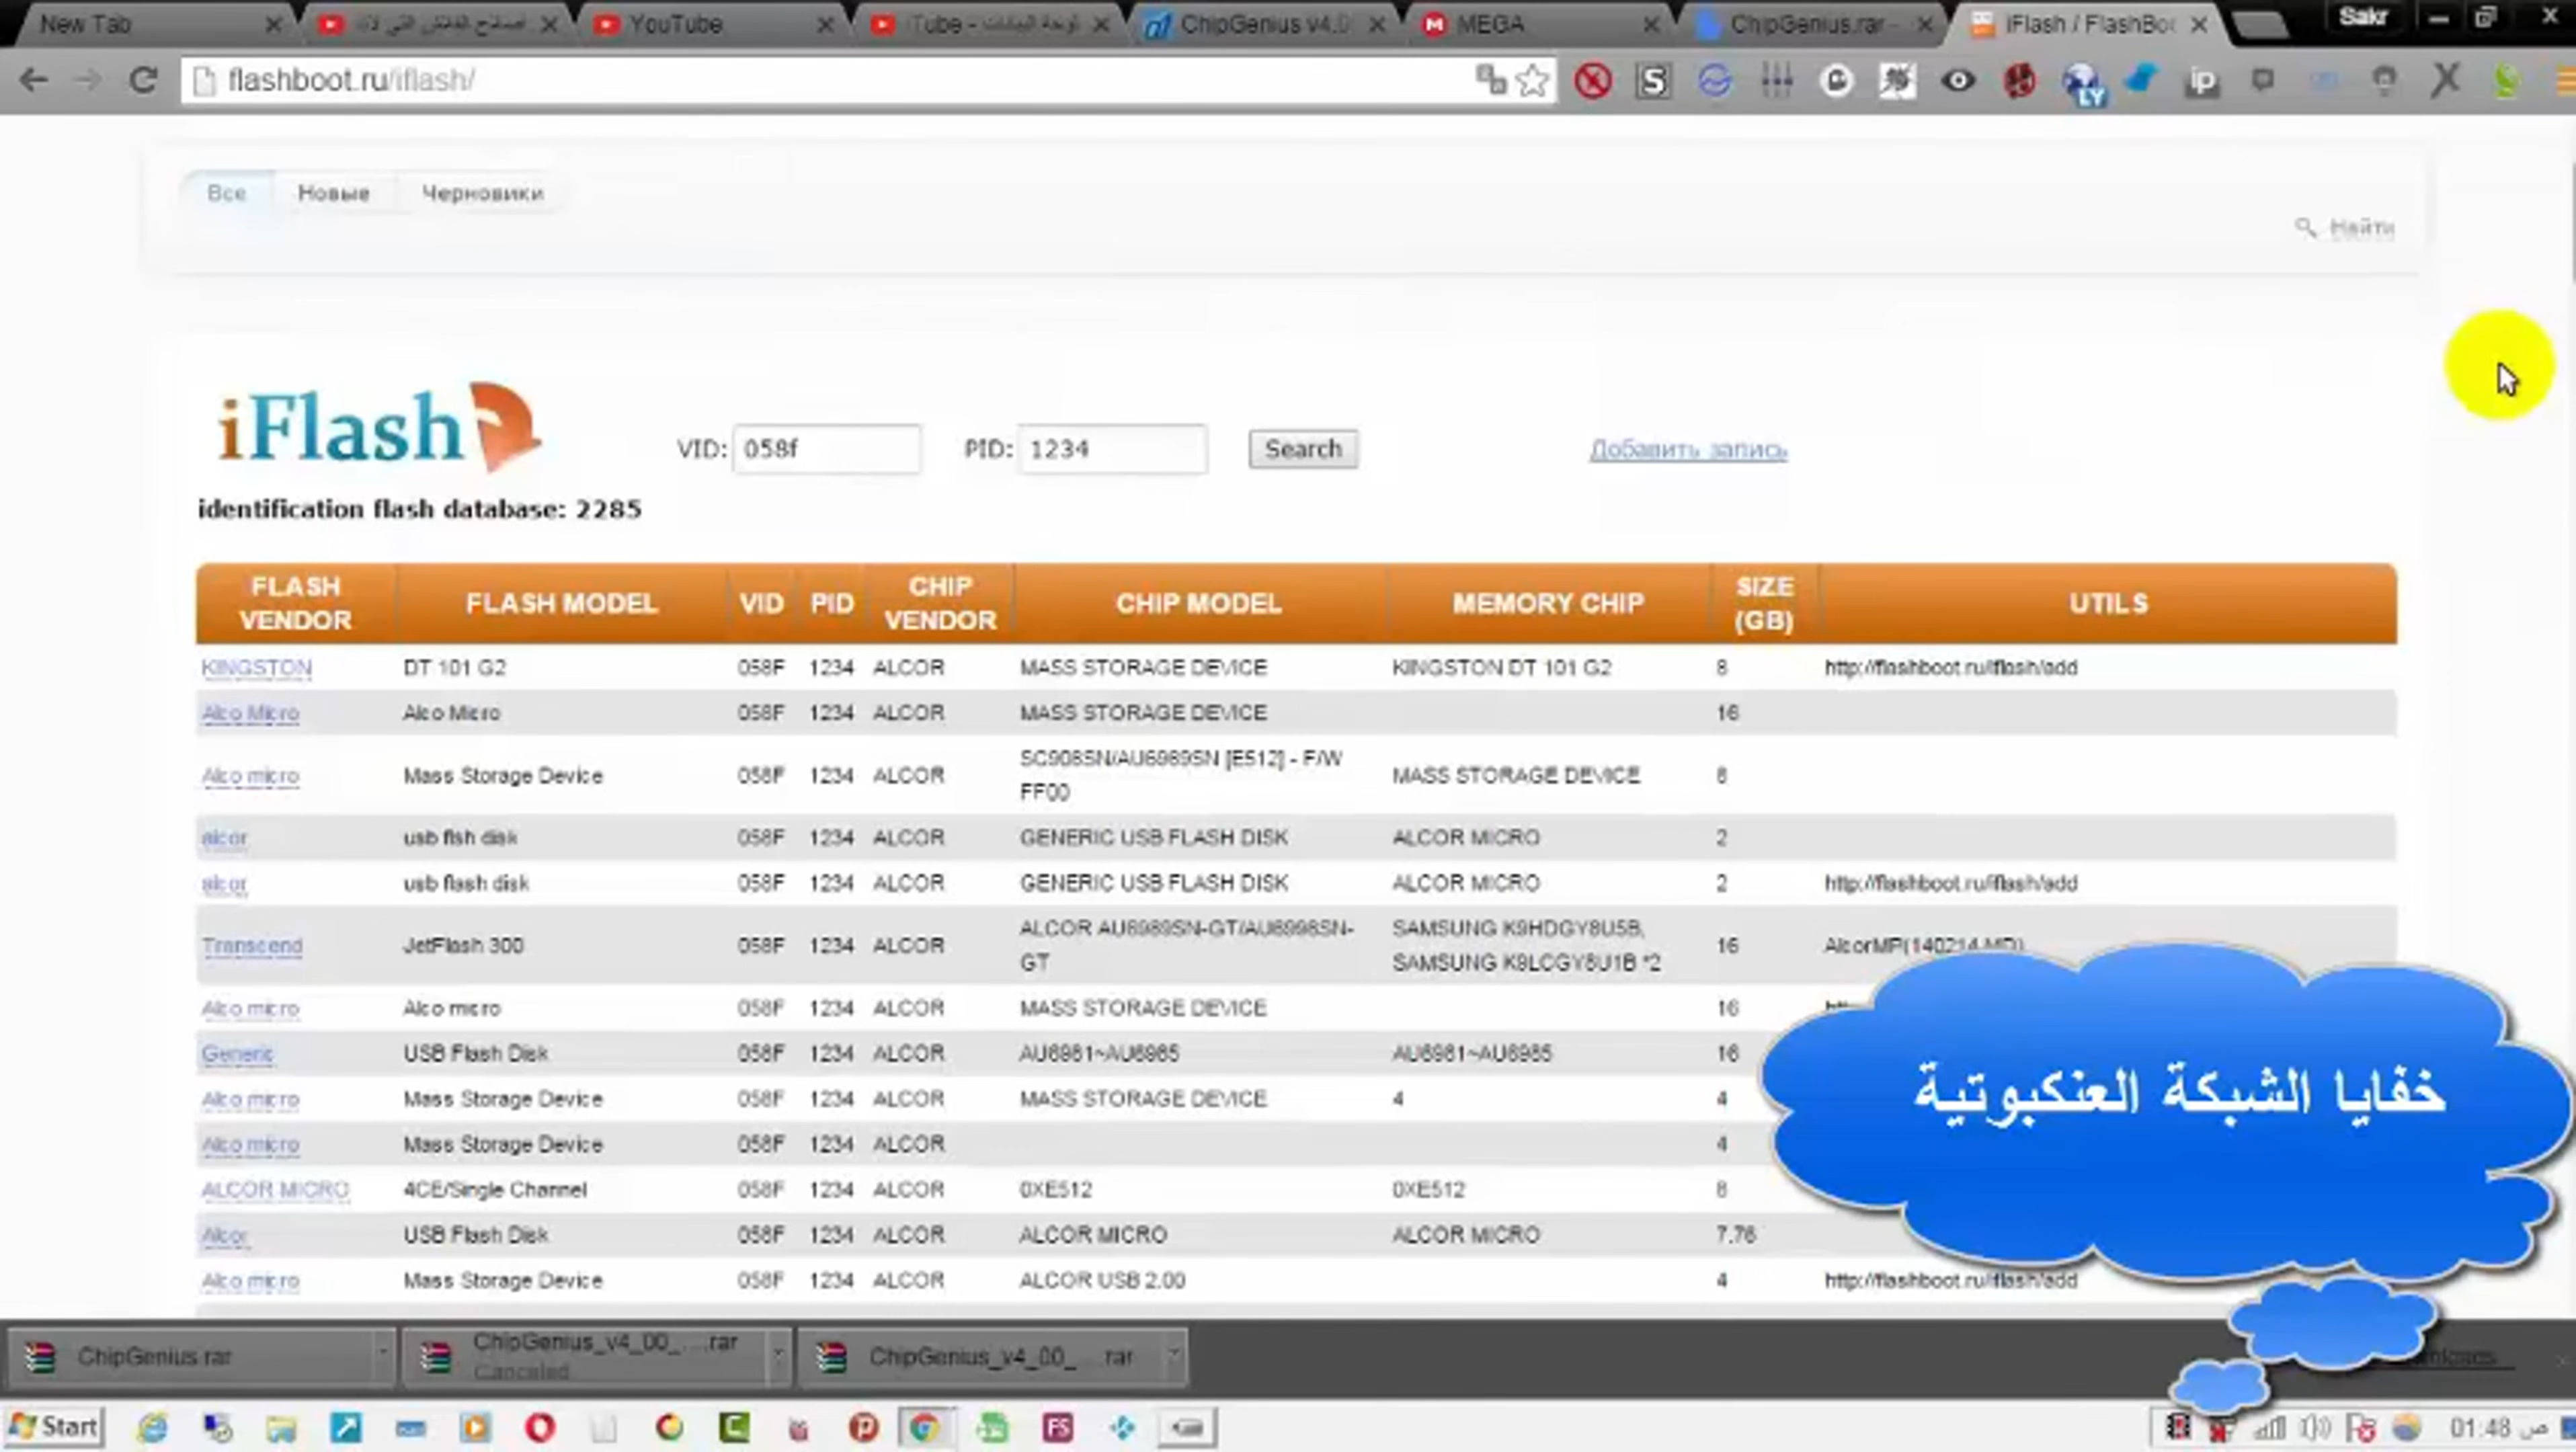 New Tab
YouTube
ChipGenius v4.0
MEGA
ChipGenius.rar -
iFlash / FlashBoo
Sakr
flashboot.ru/iflash/
Все Новые Черновики
Найти
iFlash
VID: 058f PID: 1234 Search Добавить запись
identification flash database: 2285
FLASH VENDOR FLASH MODEL VID PID CHIP VENDOR CHIP MODEL MEMORY CHIP SIZE (GB) UTILS
KINGSTON DT 101 G2 058F 1234 ALCOR MASS STORAGE DEVICE KINGSTON DT 101 G2 8 http://flashboot.ru/iflash/add
Alco Micro Alco Micro 058F 1234 ALCOR MASS STORAGE DEVICE 16
Alco micro Mass Storage Device 058F 1234 ALCOR SC908SN/AU6989SN [E512] - F/W FF00 MASS STORAGE DEVICE 8
alcor usb flsh disk 058F 1234 ALCOR GENERIC USB FLASH DISK ALCOR MICRO 2
alcor usb flash disk 058F 1234 ALCOR GENERIC USB FLASH DISK ALCOR MICRO 2 http://flashboot.ru/iflash/add
Transcend JetFlash 300 058F 1234 ALCOR ALCOR AU6989SN-GT/AU6998SN-GT SAMSUNG K9HDGY8U5B, SAMSUNG K9LCGY8U1B *2 16 AlcorMP(140214.MD)
Alco micro Alco micro 058F 1234 ALCOR MASS STORAGE DEVICE 16
Generic USB Flash Disk 058F 1234 ALCOR AU6981~AU6985 AU6981~AU6985 16
Alco micro Mass Storage Device 058F 1234 ALCOR MASS STORAGE DEVICE 4 4
Alco micro Mass Storage Device 058F 1234 ALCOR 4
ALCOR MICRO 4CE/Single Channel 058F 1234 ALCOR 0XE512 0XE512 8
Alcor USB Flash Disk 058F 1234 ALCOR ALCOR MICRO ALCOR MICRO 7.76
Alco micro Mass Storage Device 058F 1234 ALCOR ALCOR USB 2.00 4 http://flashboot.ru/iflash/add
خفايا الشبكة العنكبوتية
ChipGenius.rar
ChipGenius_v4_00_....rar
Canceled
ChipGenius_v4_00_....rar
Start
01:48 ص